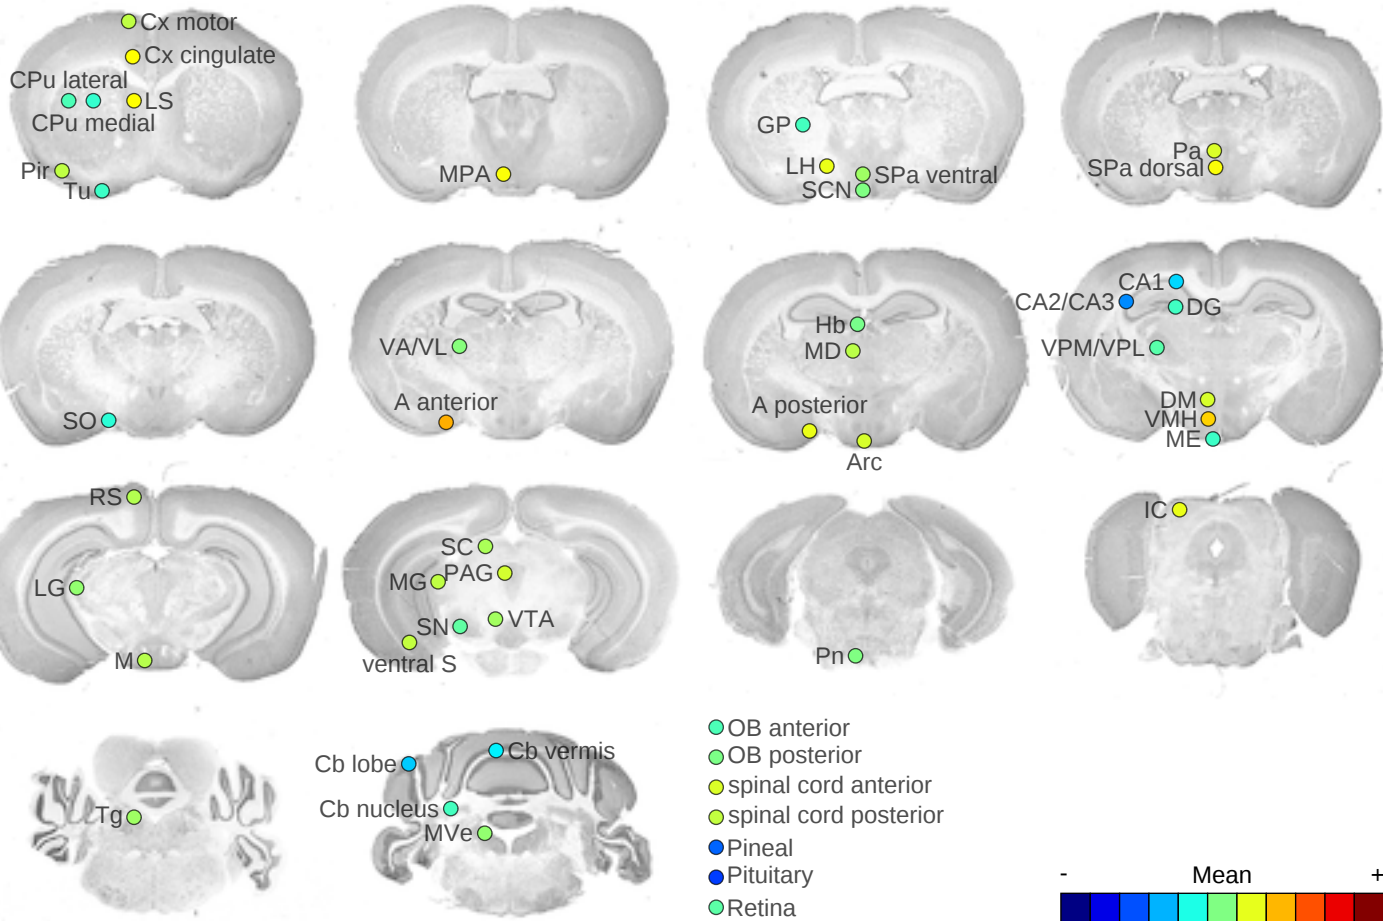 Cx motor
Cx cingulate
CPu lateral
LS
CPu medial
Pir
Tu
MPA
GP
LH
SPa ventral
SCN
Pa
SPa dorsal
SO
VA/VL
A anterior
Hb
MD
A posterior
Arc
CA1
CA2/CA3
DG
VPM/VPL
DM
VMH
ME
RS
LG
M
SC
PAG
MG
SN
VTA
ventral S
Pn
IC
Tg
Cb lobe
Cb vermis
Cb nucleus
MVe
OB anterior
OB posterior
spinal cord anterior
spinal cord posterior
Pineal
Pituitary
Retina
- Mean +